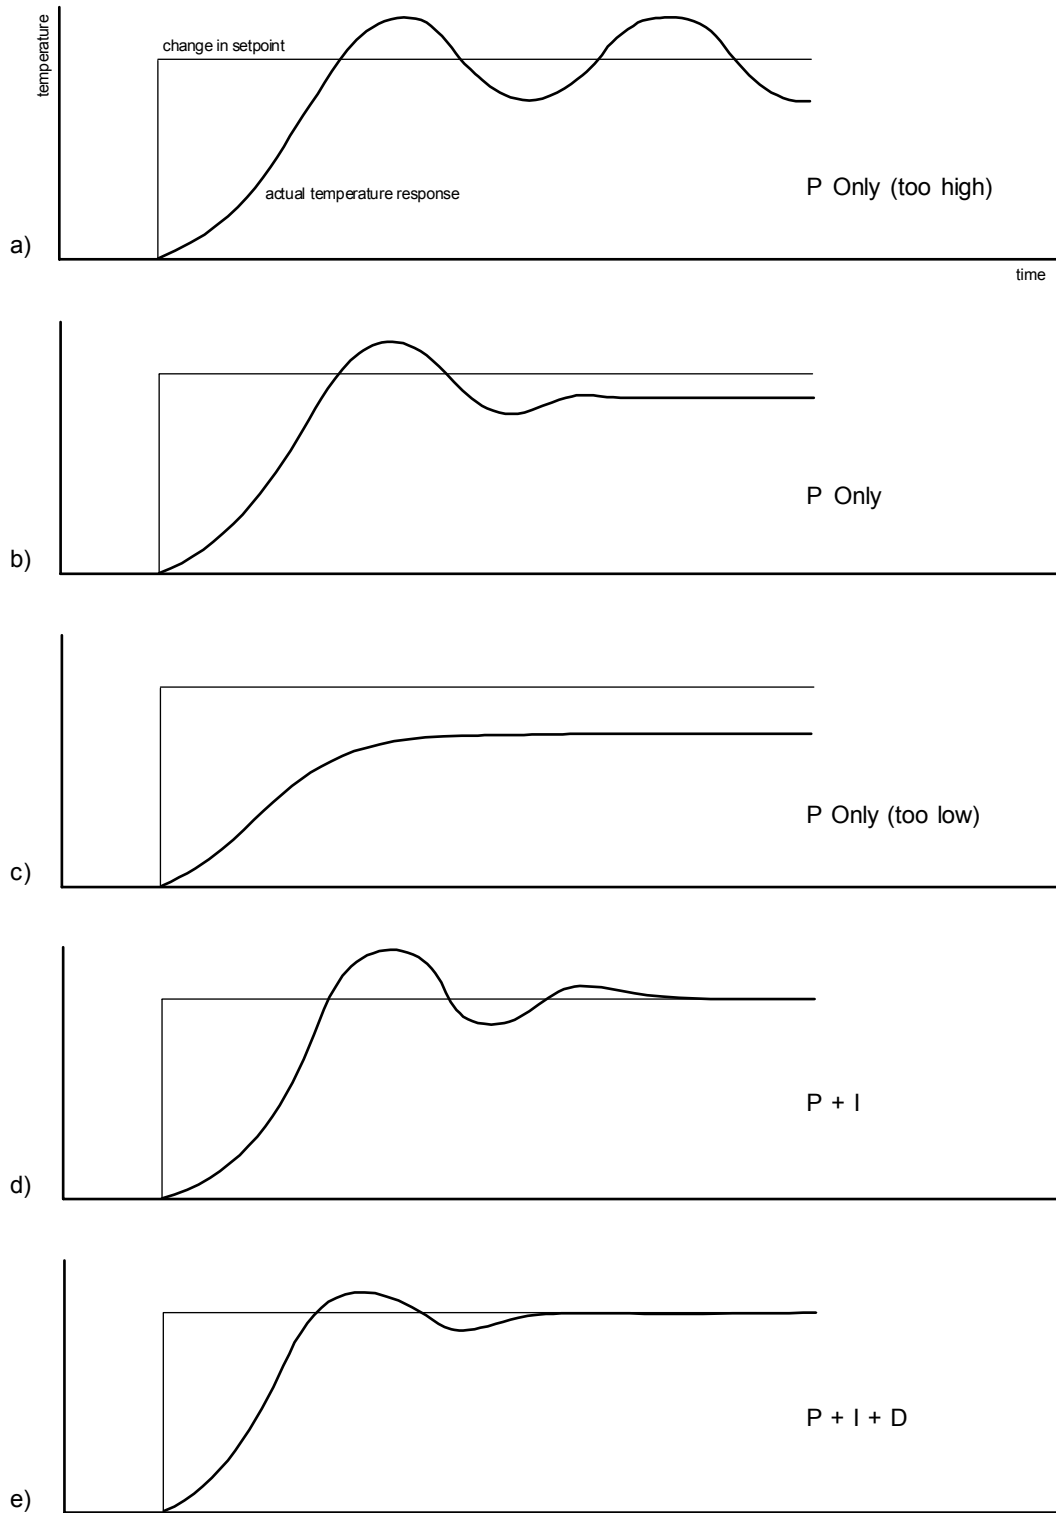 temperature
change in setpoint
actual temperature response
P Only (too high)
a)
time
P Only
b)
P Only (too low)
c)
P + I
d)
P + I + D
e)